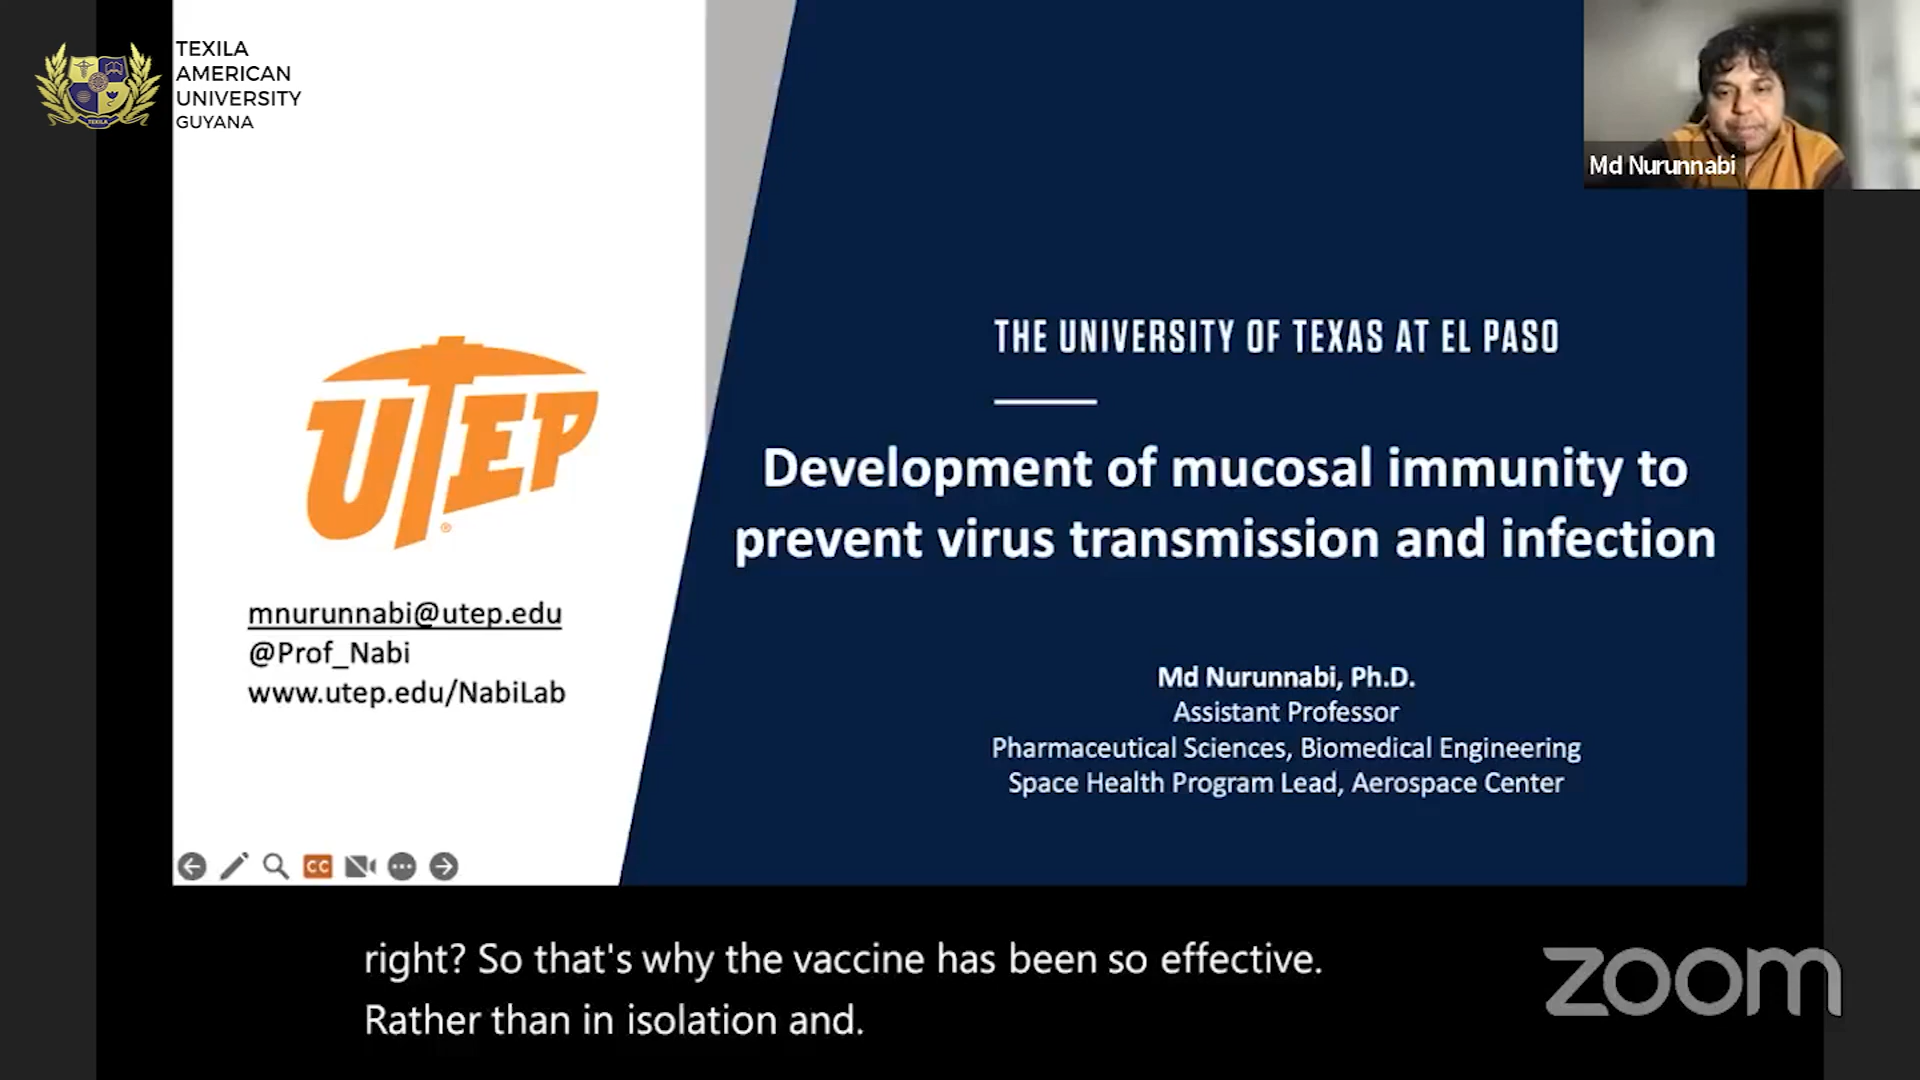 TEXILA
AMERICAN
UNIVERSITY
GUYANA
TEXILA
Md Nurunnabi
THE UNIVERSITY OF TEXAS AT EL PASO
Development of mucosal immunity to
prevent virus transmission and infection
UTEP
®
mnurunnabi@utep.edu
@Prof_Nabi
www.utep.edu/NabiLab
Md Nurunnabi, Ph.D.
Assistant Professor
Pharmaceutical Sciences, Biomedical Engineering
Space Health Program Lead, Aerospace Center
CC
right? So that's why the vaccine has been so effective.
Rather than in isolation and.
zoom